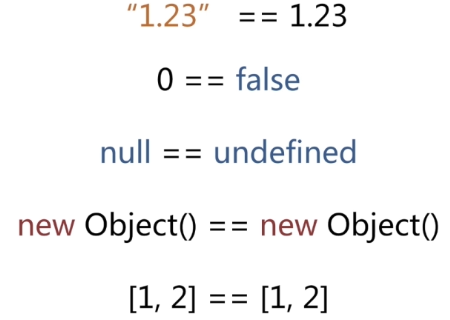 “1.23” == 1.23
0 == false
null == undefined
new Object() == new Object()
[1, 2] == [1, 2]